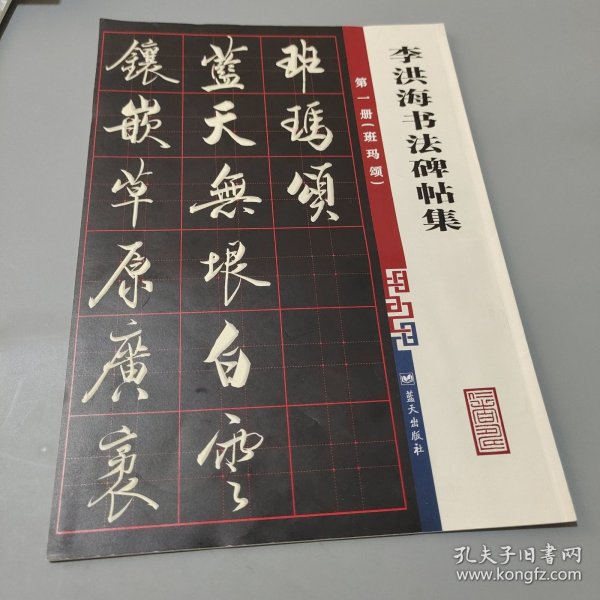 李洪海书法碑帖集
第一册(班玛颂)
班瑪頌
藍天無垠白雲
鑲嵌草原廣袤
蓝天出版社
孔夫子旧书网
www.kongfz.com